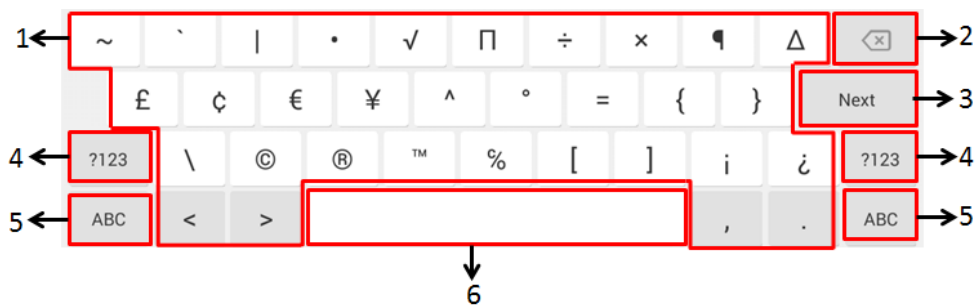 1 ~ ` | • √ Π ÷ × ¶ Δ 2
£ ¢ € ¥ ^ ° = { } Next 3
4 ?123 \ © ® ™ ℅ [ ] ¡ ¿ ?123 4
5 ABC < > , . ABC 5
6